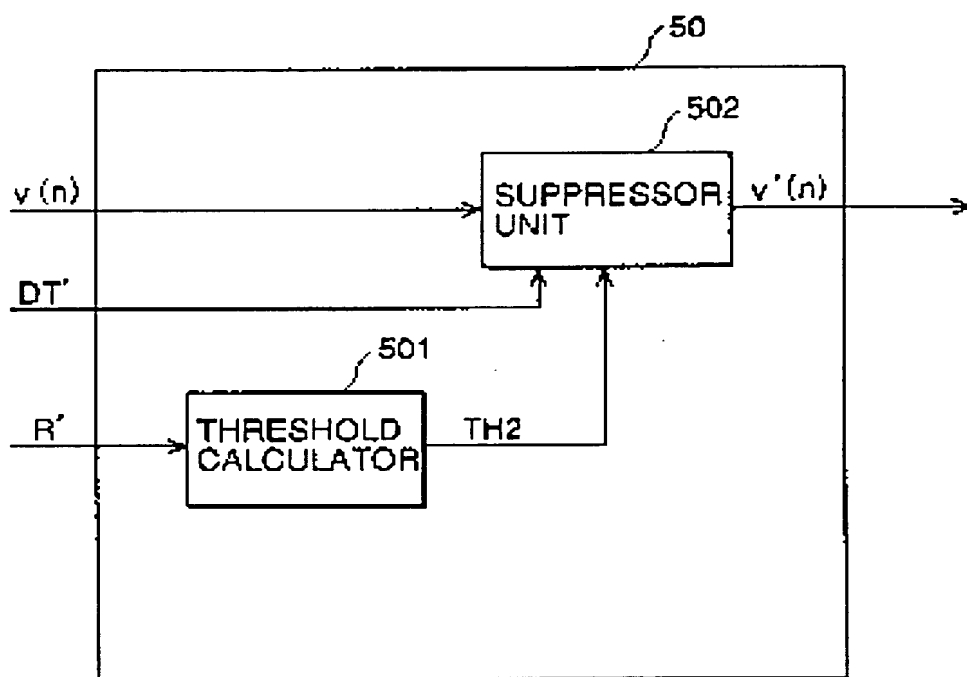 50
502
v(n)
SUPPRESSOR
UNIT
v'(n)
DT'
501
R'
THRESHOLD
CALCULATOR
TH2